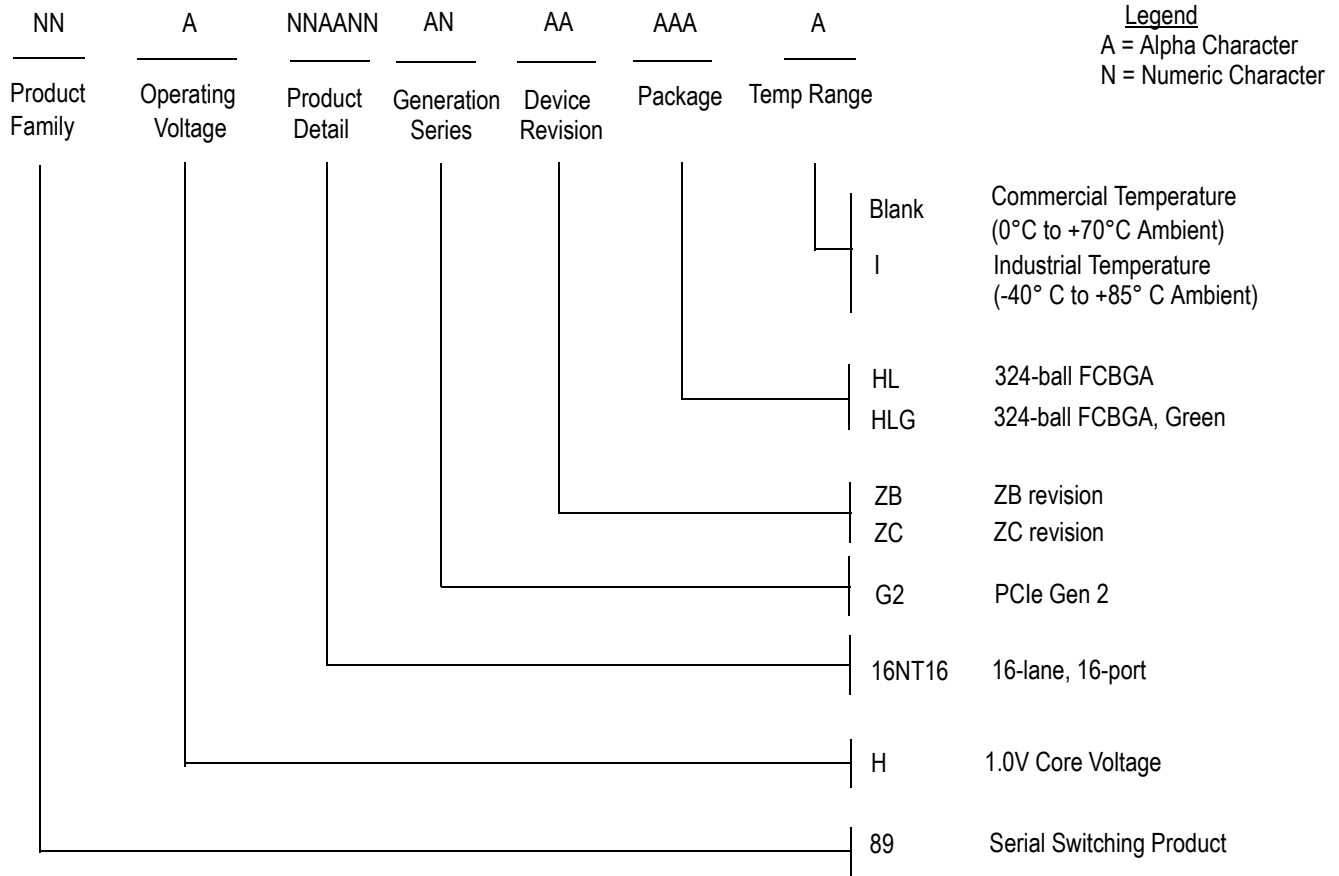 NN A NNAANN AN AA AAA A
Legend
A = Alpha Character
N = Numeric Character
Product Family
Operating Voltage
Product Detail
Generation Series
Device Revision
Package
Temp Range
Blank Commercial Temperature
(0°C to +70°C Ambient)
I Industrial Temperature
(-40° C to +85° C Ambient)
HL 324-ball FCBGA
HLG 324-ball FCBGA, Green
ZB ZB revision
ZC ZC revision
G2 PCIe Gen 2
16NT16 16-lane, 16-port
H 1.0V Core Voltage
89 Serial Switching Product